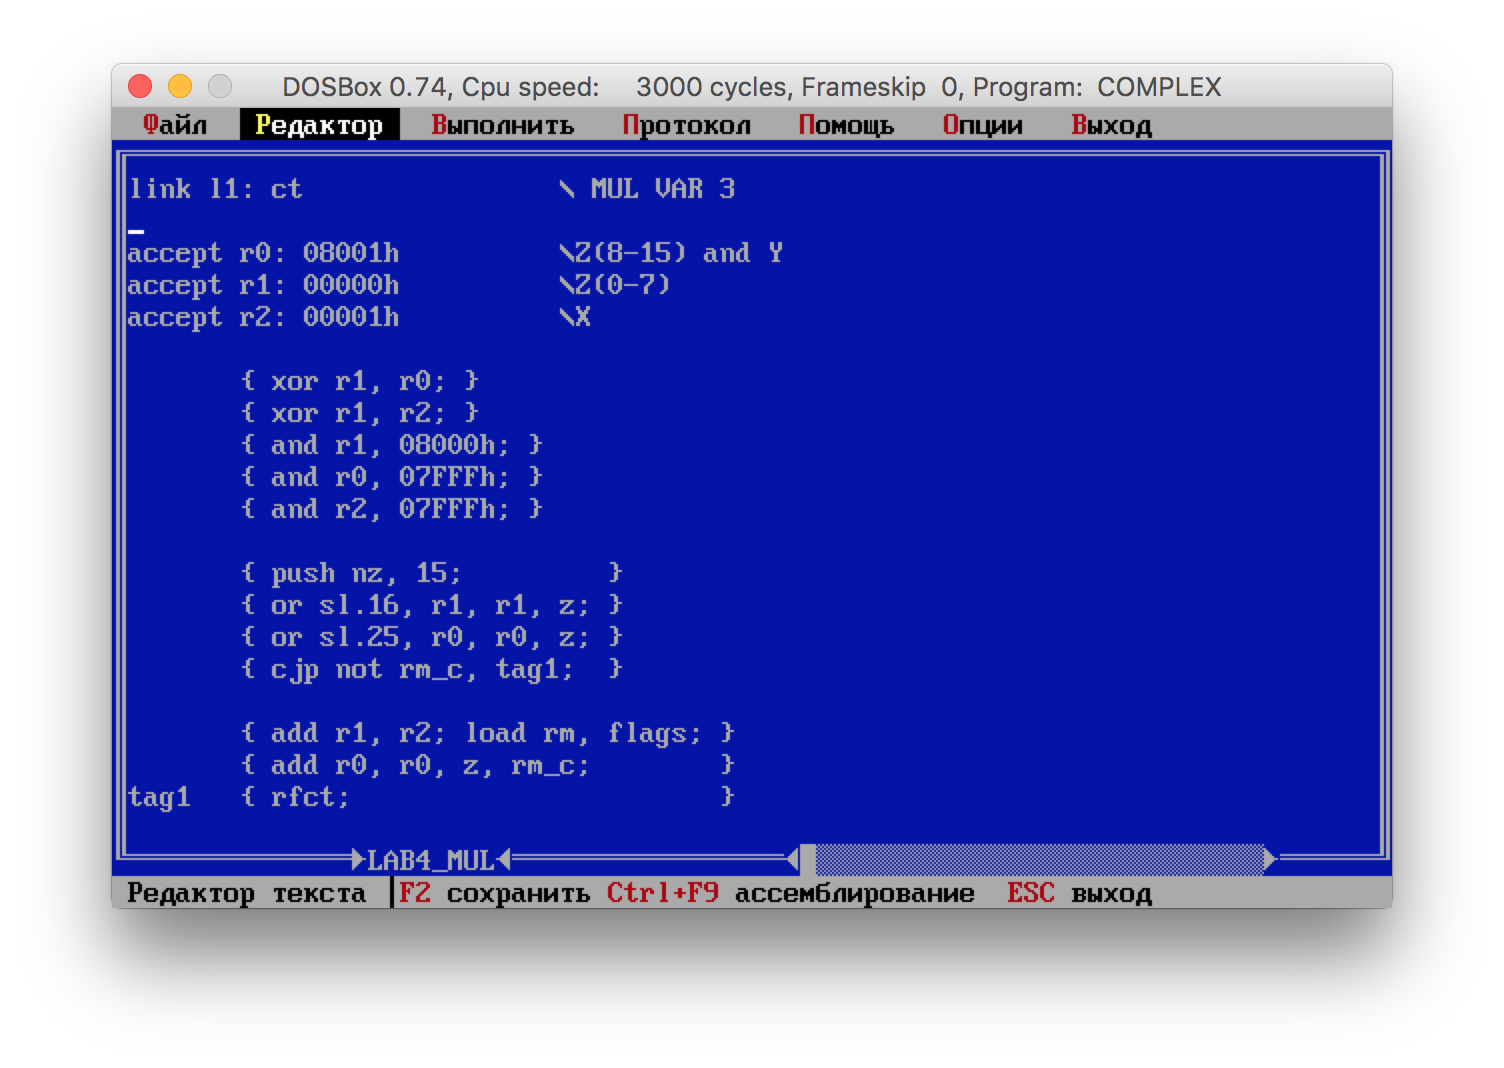 DOSBox 0.74, Cpu speed: 3000 cycles, Frameskip 0, Program: COMPLEX
Файл Редактор Выполнить Протокол Помощь Опции Выход
link l1: ct \ MUL VAR 3
accept r0: 08001h \Z(8-15) and Y
accept r1: 00000h \Z(0-7)
accept r2: 00001h \X
{ xor r1, r0; }
{ xor r1, r2; }
{ and r1, 08000h; }
{ and r0, 07FFFh; }
{ and r2, 07FFFh; }
{ push nz, 15; }
{ or sl.16, r1, r1, z; }
{ or sl.25, r0, r0, z; }
{ cjp not rm_c, tag1; }
{ add r1, r2; load rm, flags; }
{ add r0, r0, z, rm_c; }
tag1 { rfct; }
LAB4_MUL
Редактор текста F2 сохранить Ctrl+F9 ассемблирование ESC выход